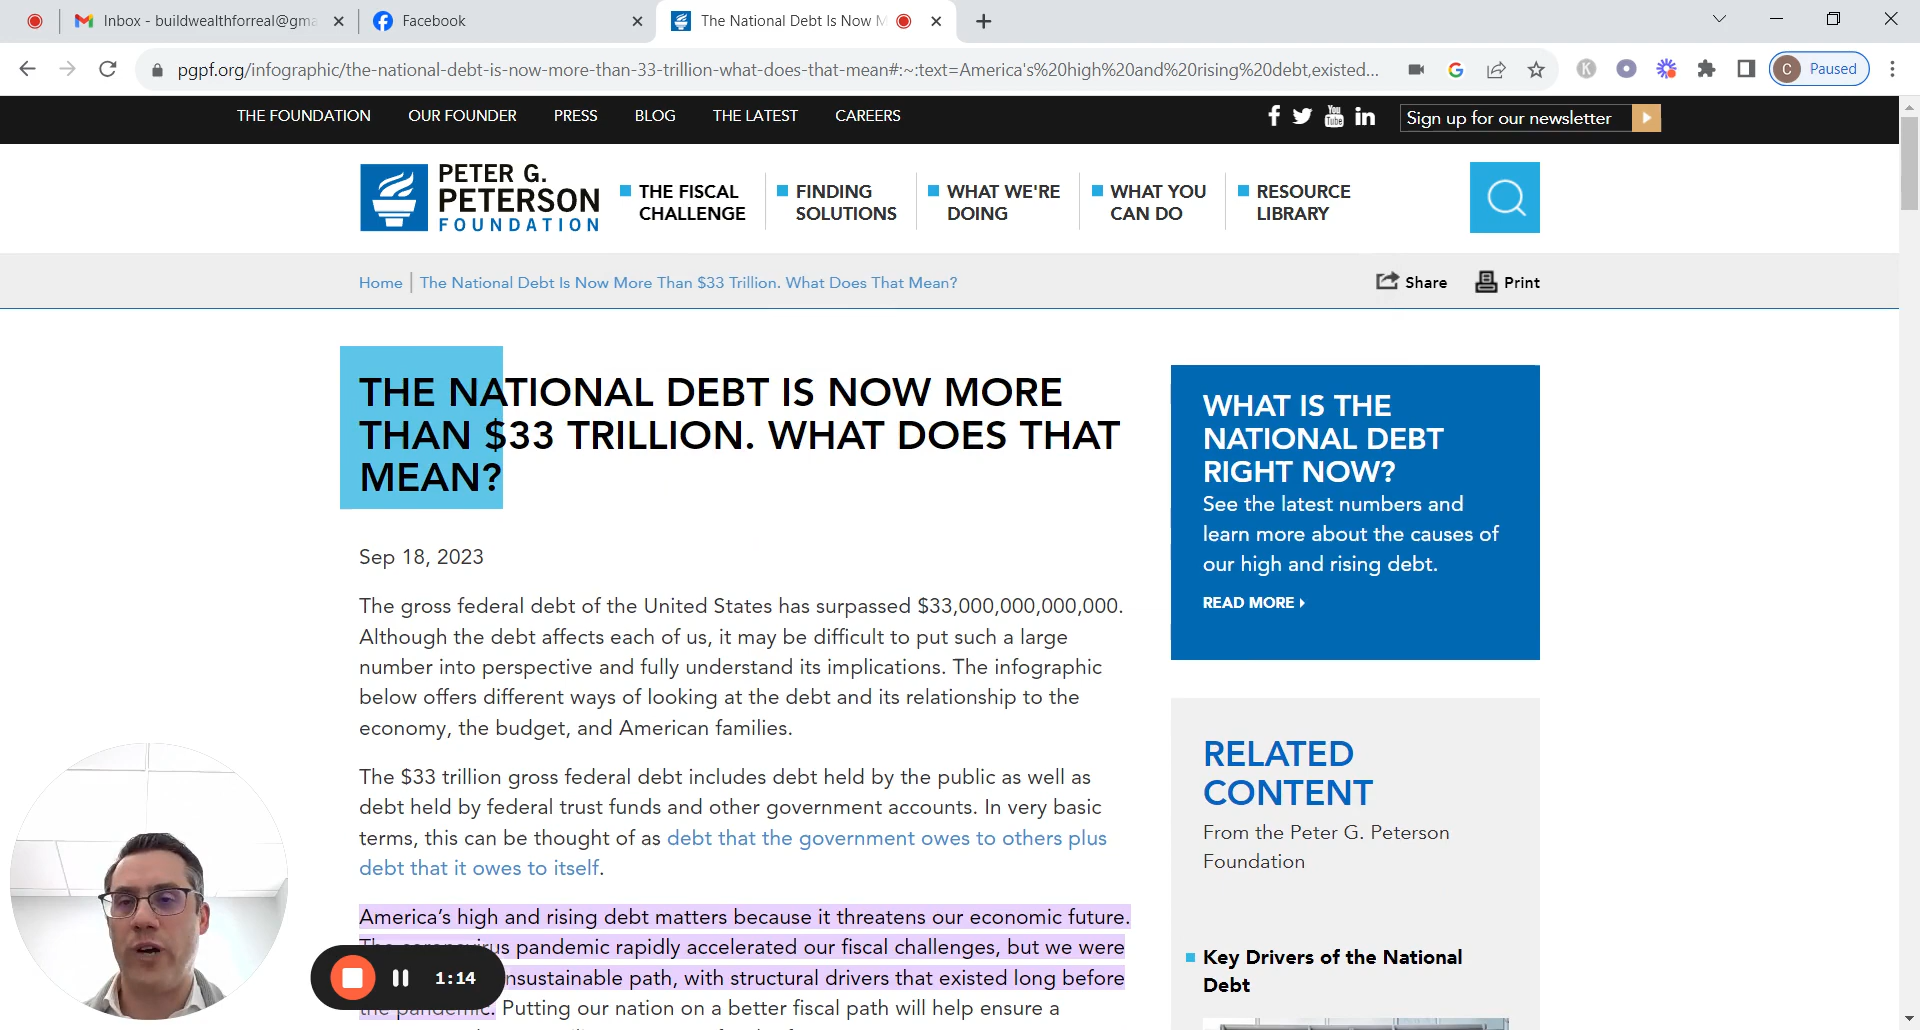 Inbox - buildwealthforreal@gma
Facebook
The National Debt Is Now M
pgpf.org/infographic/the-national-debt-is-now-more-than-33-trillion-what-does-that-mean#:~:text=America's%20high%20and%20rising%20debt,existed...
K
C Paused
THE FOUNDATION
OUR FOUNDER
PRESS
BLOG
THE LATEST
CAREERS
You Tube
in
Sign up for our newsletter
PETER G.
PETERSON
FOUNDATION
THE FISCAL
CHALLENGE
FINDING
SOLUTIONS
WHAT WE'RE
DOING
WHAT YOU
CAN DO
RESOURCE
LIBRARY
Home
The National Debt Is Now More Than $33 Trillion. What Does That Mean?
Share
Print
THE NATIONAL DEBT IS NOW MORE
THAN $33 TRILLION. WHAT DOES THAT
MEAN?
Sep 18, 2023
The gross federal debt of the United States has surpassed $33,000,000,000,000.
Although the debt affects each of us, it may be difficult to put such a large
number into perspective and fully understand its implications. The infographic
below offers different ways of looking at the debt and its relationship to the
economy, the budget, and American families.
The $33 trillion gross federal debt includes debt held by the public as well as
debt held by federal trust funds and other government accounts. In very basic
terms, this can be thought of as debt that the government owes to others plus
debt that it owes to itself.
America's high and rising debt matters because it threatens our economic future.
The coronavirus pandemic rapidly accelerated our fiscal challenges, but we were
nsustainable path, with structural drivers that existed long before
the pandemic. Putting our nation on a better fiscal path will help ensure a
WHAT IS THE
NATIONAL DEBT
RIGHT NOW?
See the latest numbers and
learn more about the causes of
our high and rising debt.
READ MORE
RELATED
CONTENT
From the Peter G. Peterson
Foundation
Key Drivers of the National
Debt
1:14